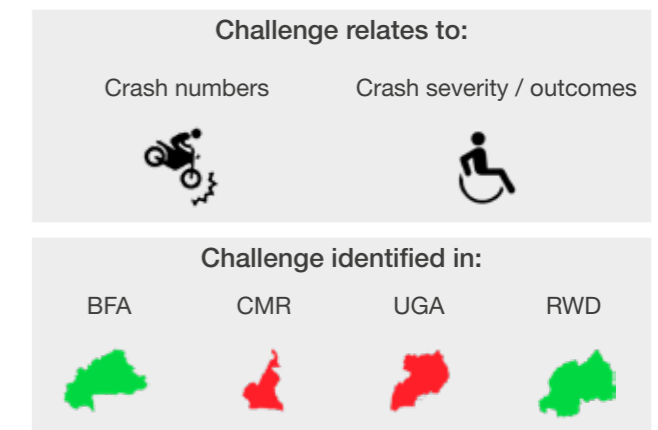 Challenge relates to:
Crash numbers Crash severity / outcomes
Challenge identified in:
BFA CMR UGA RWD